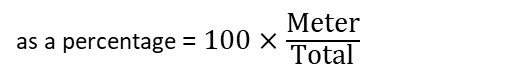 as a percentage = 100 × Meter/Total